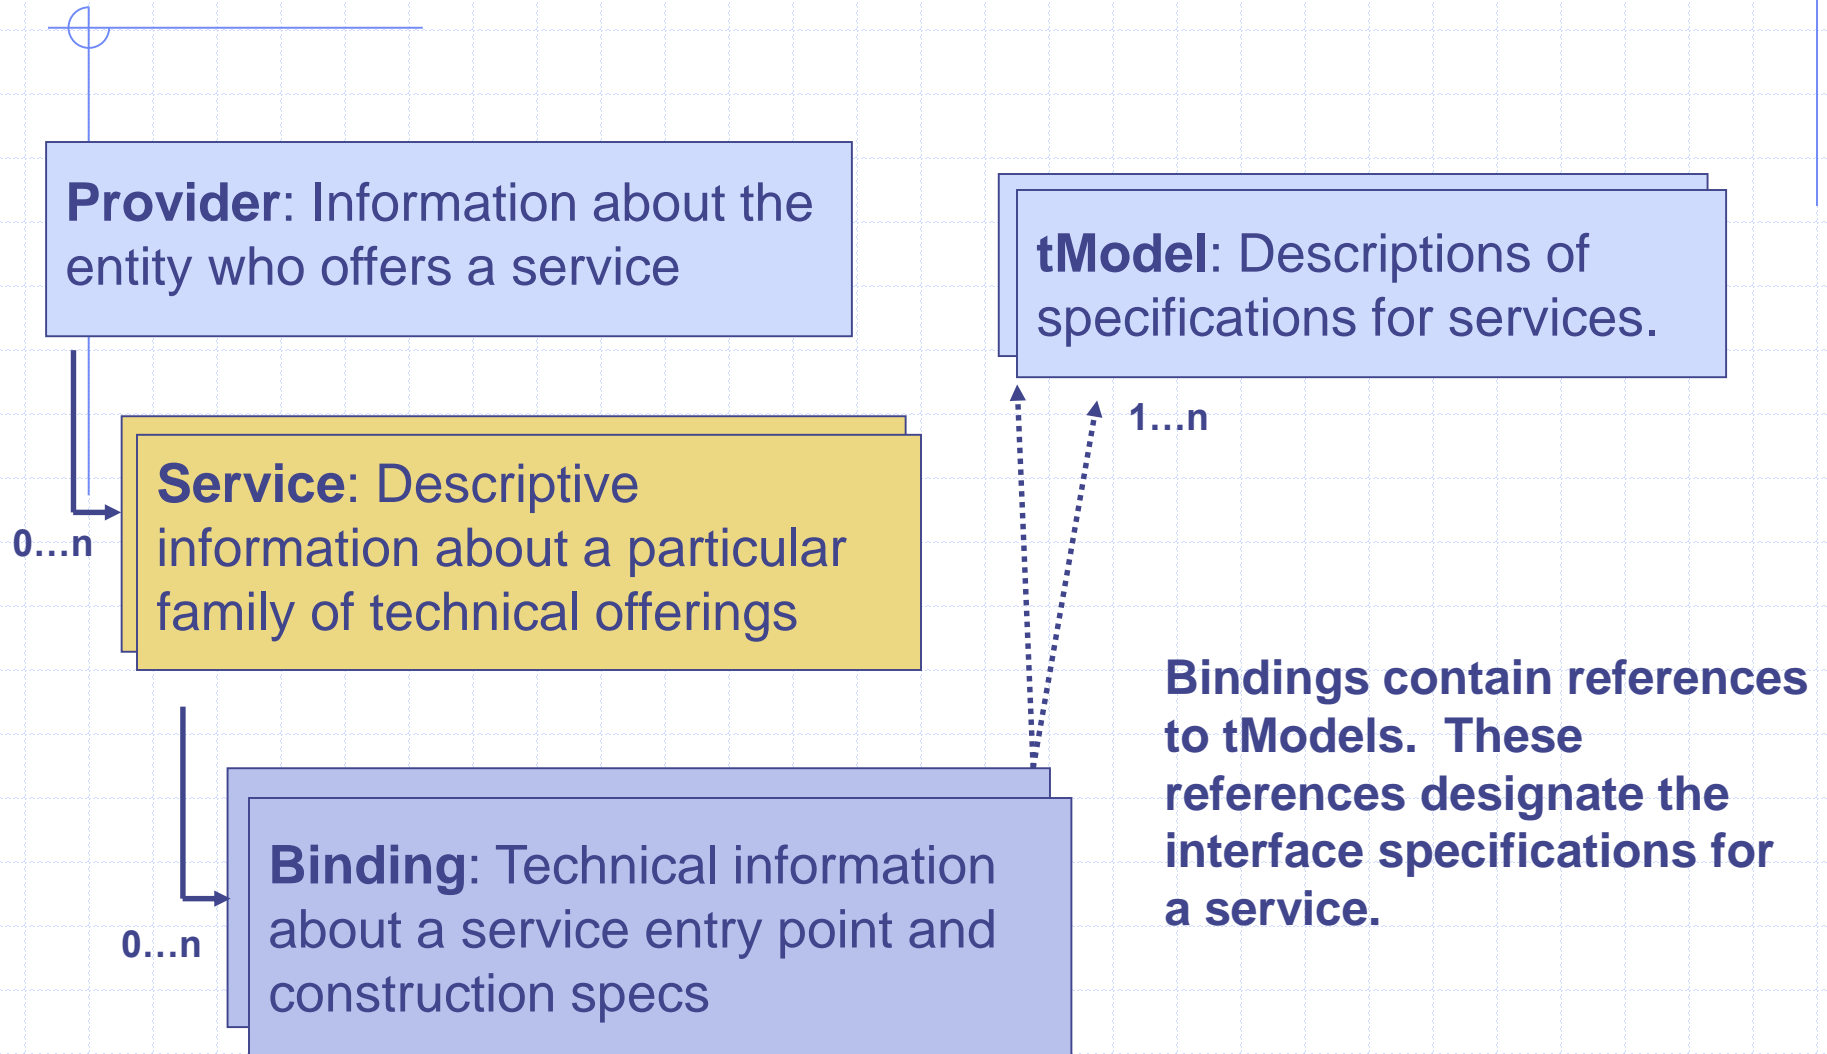 Provider: Information about the
entity who offers a service
tModel: Descriptions of
specifications for services.
1…n
Service: Descriptive
information about a particular
family of technical offerings
0…n
Bindings contain references
to tModels.  These
references designate the
interface specifications for
a service.
Binding: Technical information
about a service entry point and
construction specs
0…n